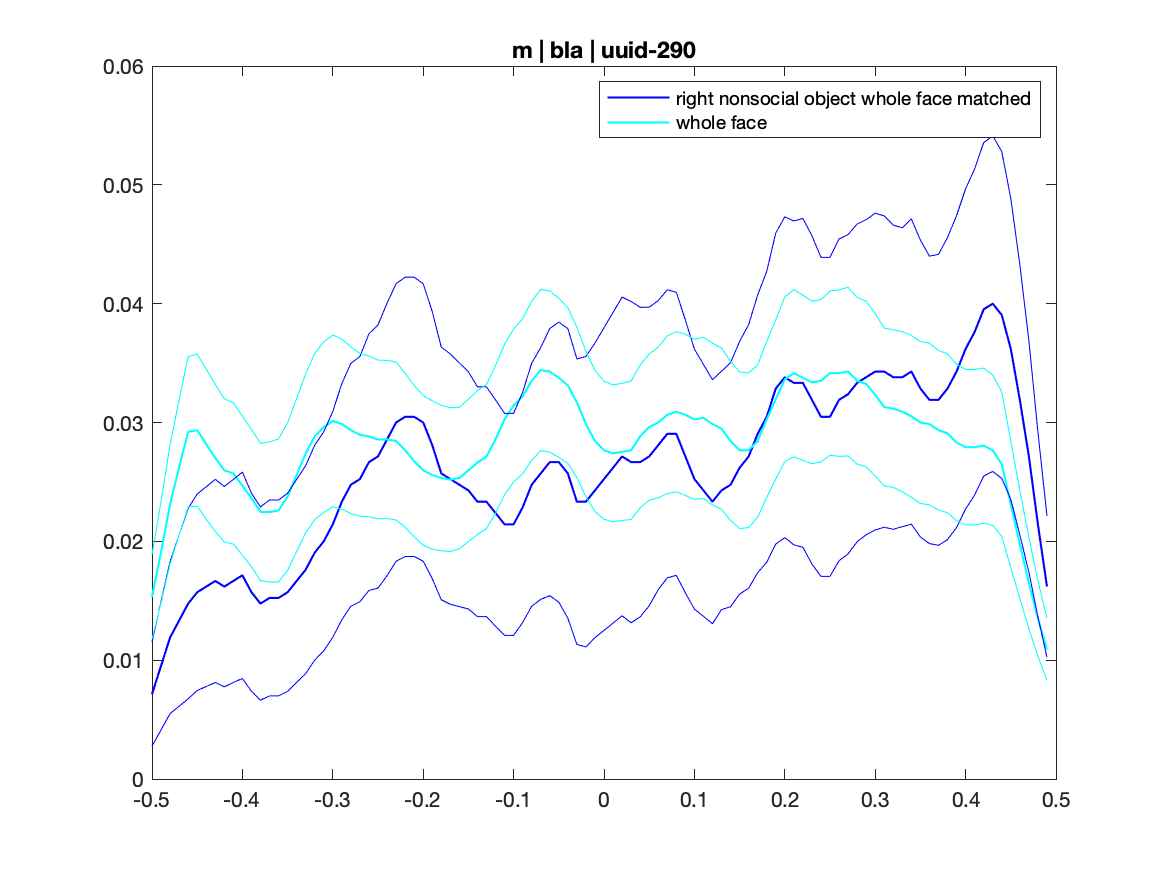 m | bla | uuid-290
0.06
right nonsocial object whole face matched
whole face
0.05
0.04
0.03
0.02
0.01
0
-0.5 -0.4 -0.3 -0.2 -0.1 0 0.1 0.2 0.3 0.4 0.5